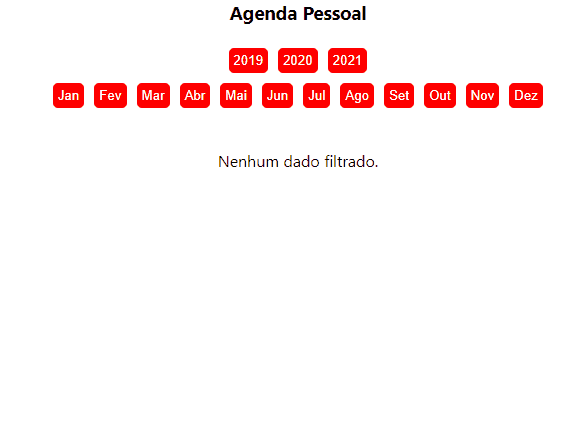 Agenda Pessoal
2019 2020 2021
Jan Fev Mar Abr Mai Jun Jul Ago Set Out Nov Dez
Nenhum dado filtrado.